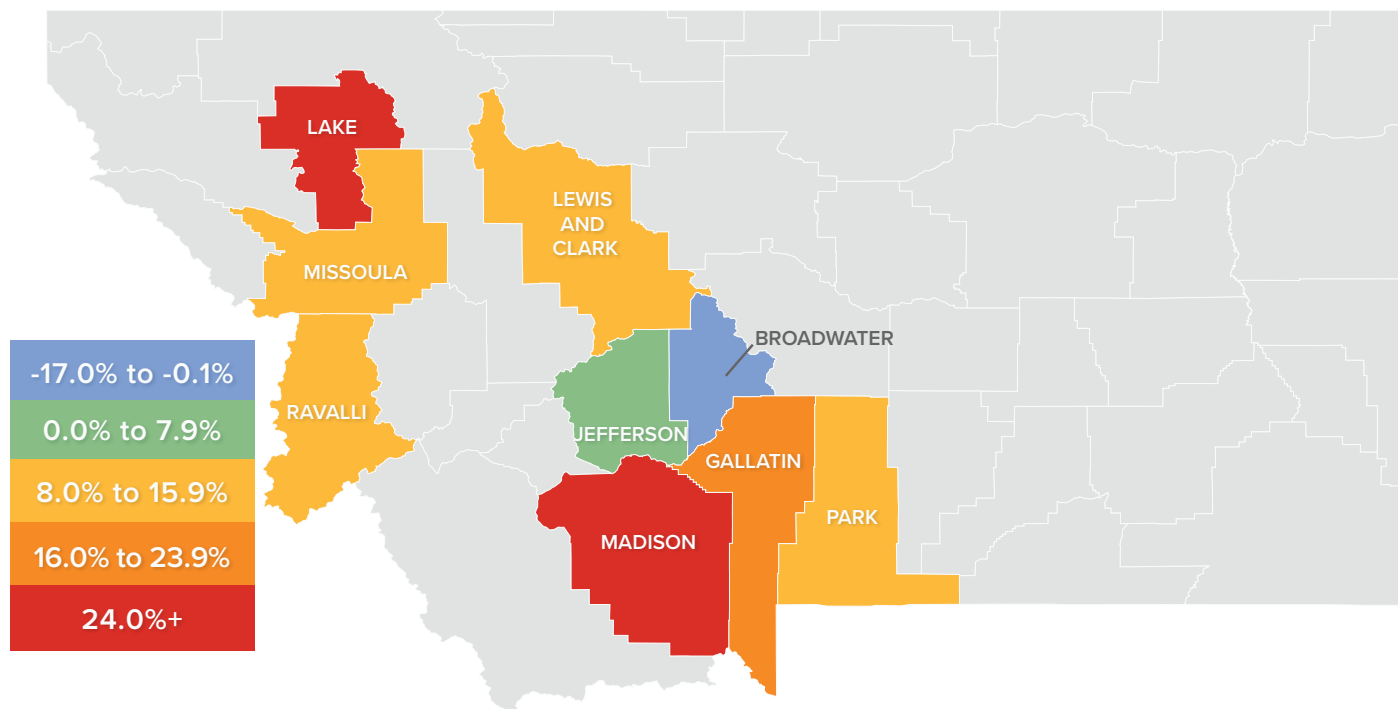 LAKE
LEWIS
AND
CLARK
MISSOULA
BROADWATER
RAVALLI
JEFFERSON
GALLATIN
PARK
MADISON
-17.0% to -0.1%
0.0% to 7.9%
8.0% to 15.9%
16.0% to 23.9%
24.0%+